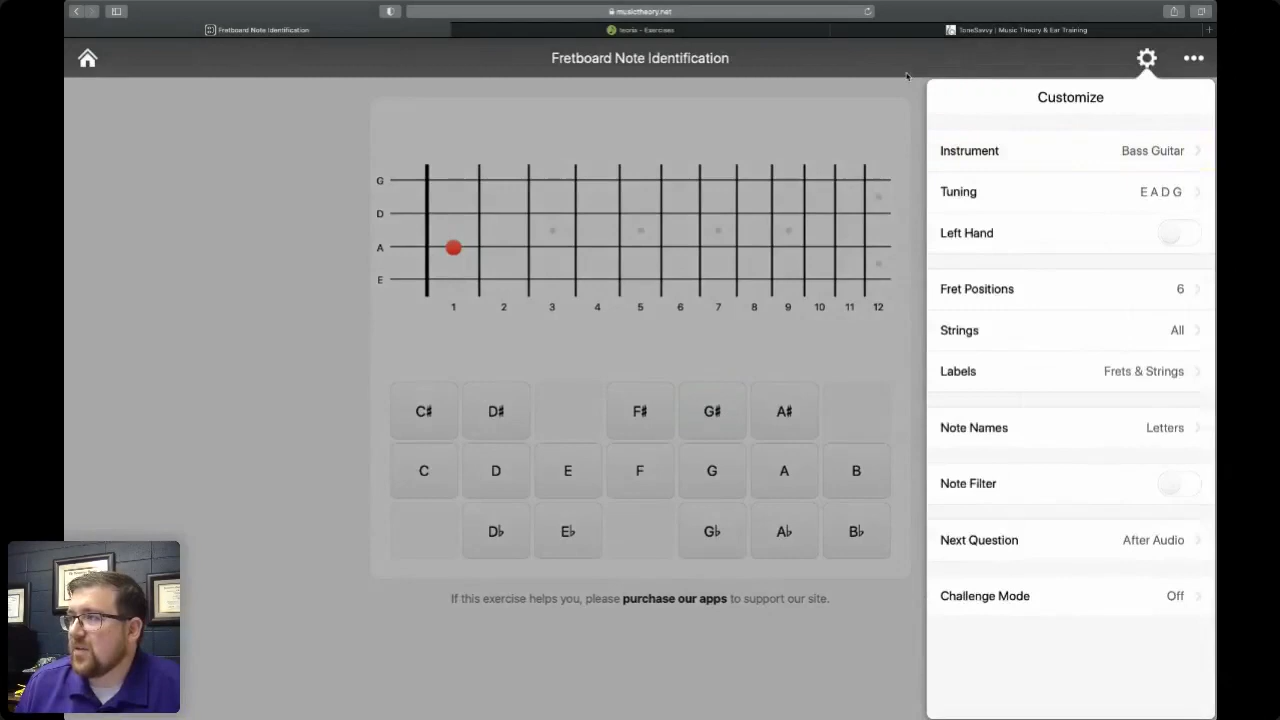 musictheory.net
Fretboard Note Identification
teoria - Exercises
ToneSavvy | Music Theory & Ear Training
Fretboard Note Identification
Customize
Instrument Bass Guitar
Tuning E A D G
Left Hand
Fret Positions 6
Strings All
Labels Frets & Strings
Note Names Letters
Note Filter
Next Question After Audio
Challenge Mode Off
G
D
A
E
1 2 3 4 5 6 7 8 9 10 11 12
C♯ D♯ F♯ G♯ A♯
C D E F G A B
D♭ E♭ G♭ A♭ B♭
If this exercise helps you, please purchase our apps to support our site.